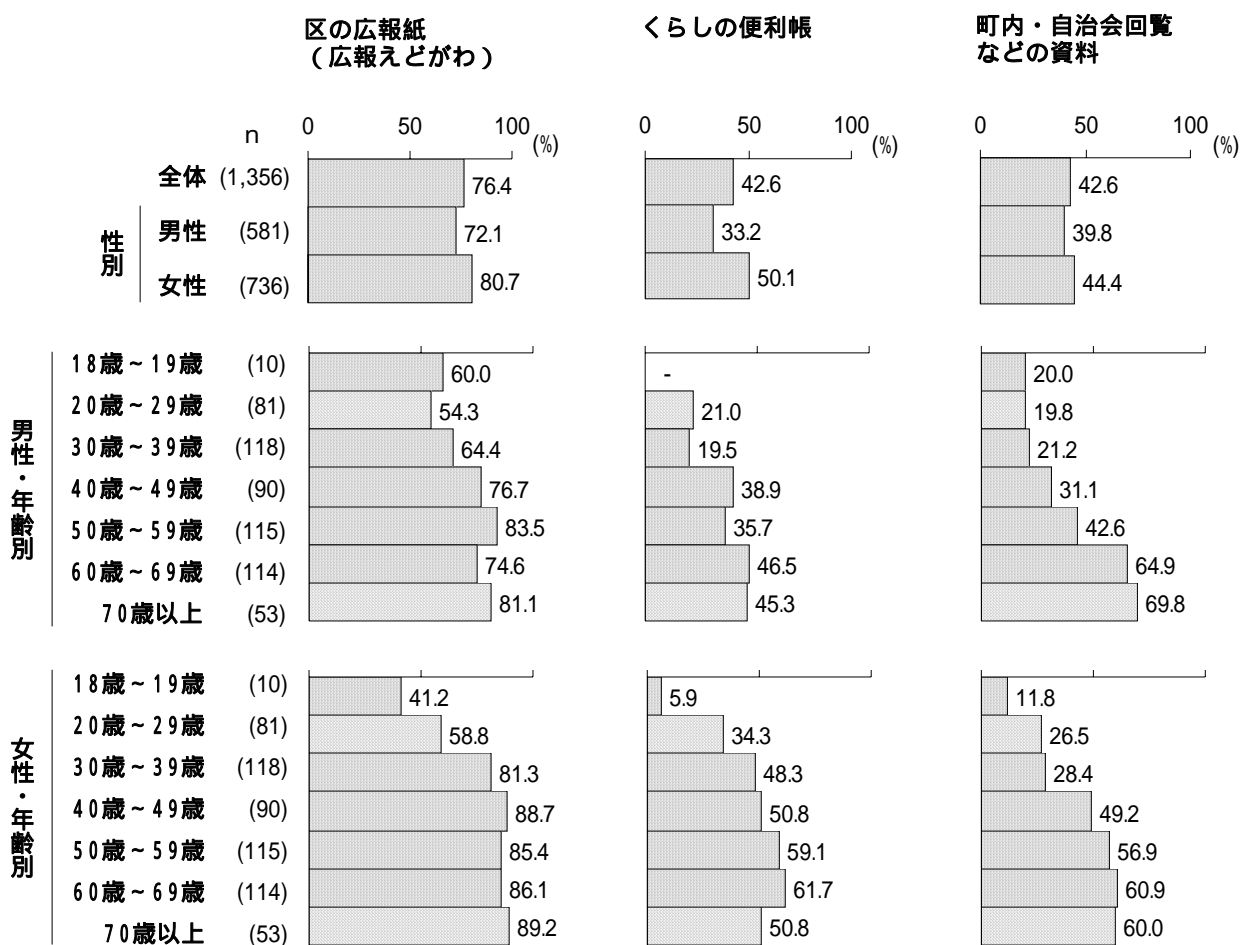 区の広報紙
（広報えどがわ）
くらしの便利帳
町内・自治会回覧
などの資料
n 0 50 100 (%) 0 50 100 (%) 0 50 100 (%)
全体 (1,356) 76.4 42.6 42.6
性別
男性 (581) 72.1 33.2 39.8
女性 (736) 80.7 50.1 44.4
男性・年齢別
18歳～19歳 (10) 60.0 - 20.0
20歳～29歳 (81) 54.3 21.0 19.8
30歳～39歳 (118) 64.4 19.5 21.2
40歳～49歳 (90) 76.7 38.9 31.1
50歳～59歳 (115) 83.5 35.7 42.6
60歳～69歳 (114) 74.6 46.5 64.9
70歳以上 (53) 81.1 45.3 69.8
女性・年齢別
18歳～19歳 (10) 41.2 5.9 11.8
20歳～29歳 (81) 58.8 34.3 26.5
30歳～39歳 (118) 81.3 48.3 28.4
40歳～49歳 (90) 88.7 50.8 49.2
50歳～59歳 (115) 85.4 59.1 56.9
60歳～69歳 (114) 86.1 61.7 60.9
70歳以上 (53) 89.2 50.8 60.0